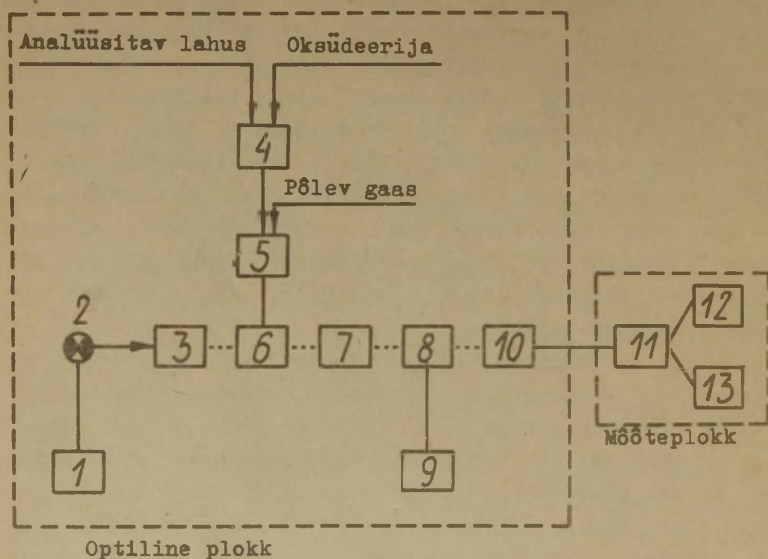 Analüüsitav lahus
Oksüdeerija
4
Põlev gaas
5
2
3
6
7
8
10
11
12
13
1
9
Mõõteplokk
Optiline plokk